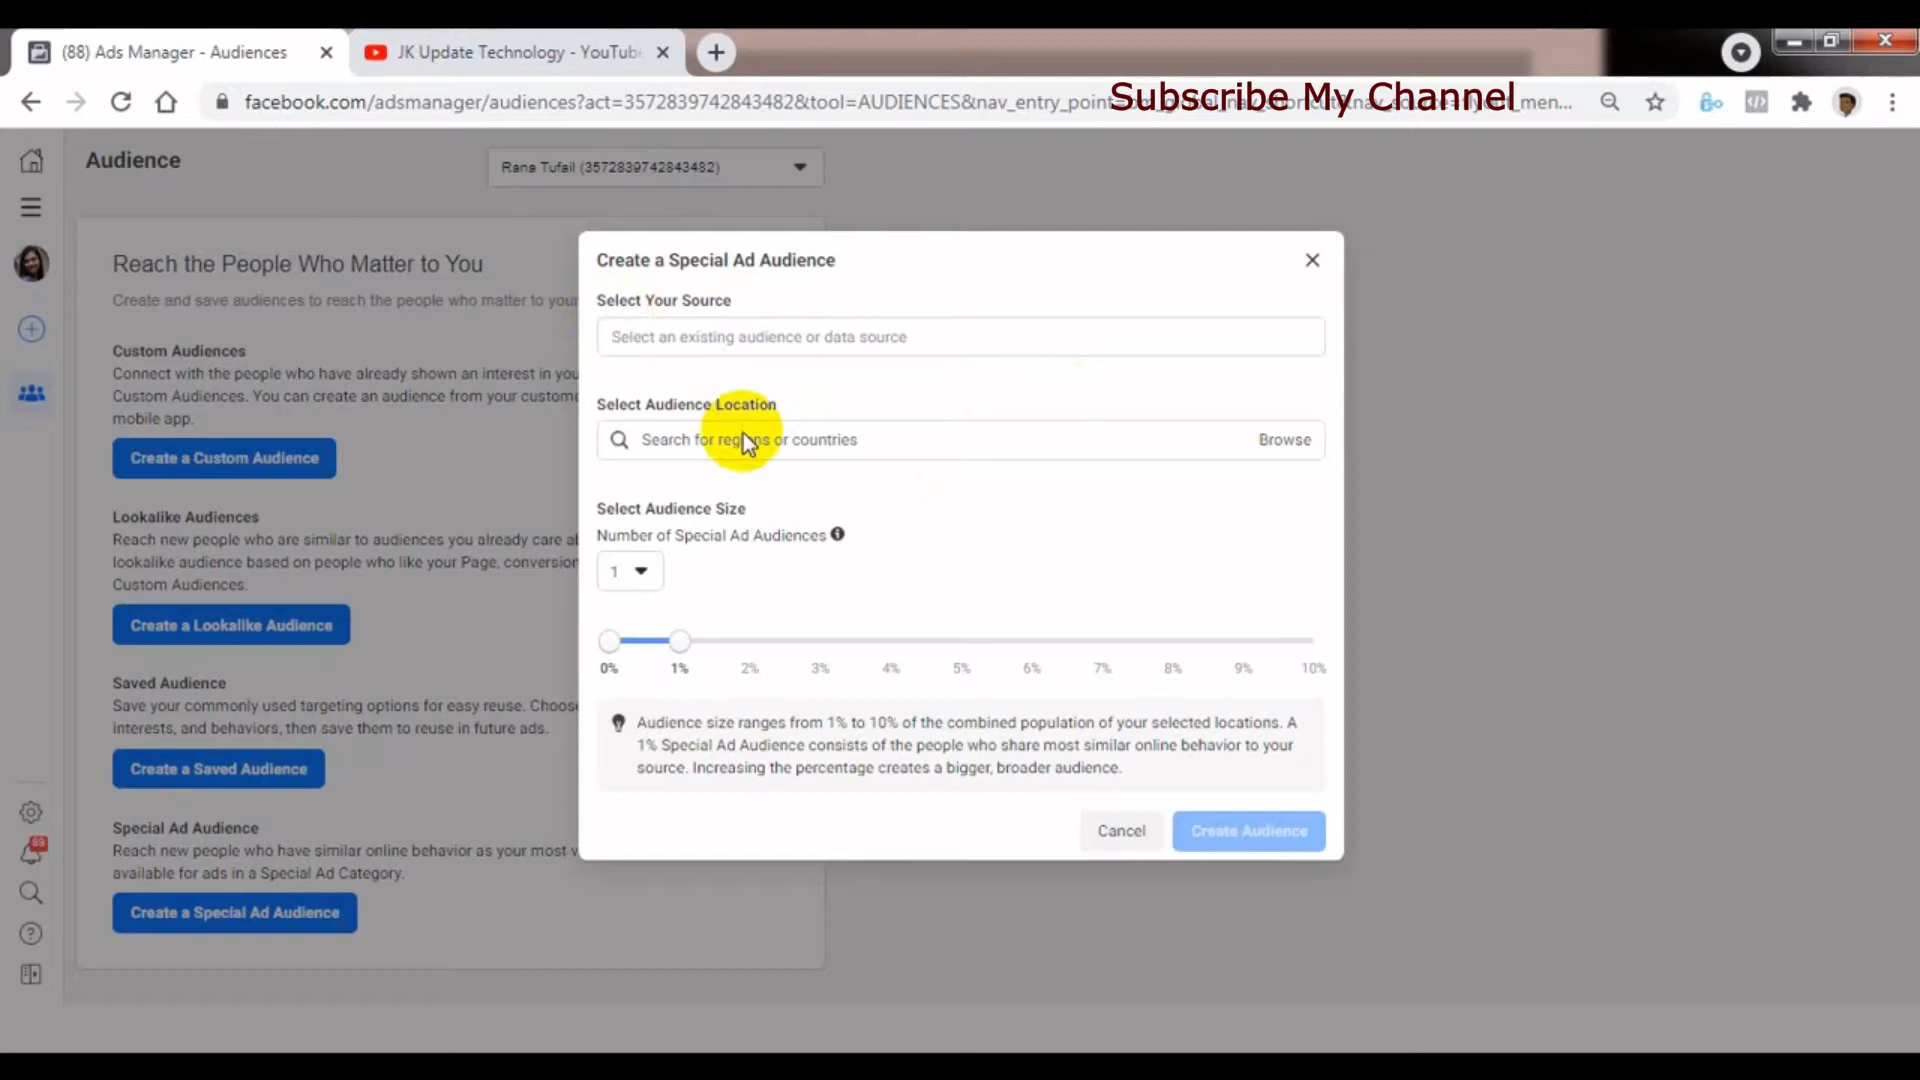 (88) Ads Manager - Audiences
JK Update Technology - YouTub
facebook.com/adsmanager/audiences?act=3572839742843482&tool=AUDIENCES&nav_entry_point=
Subscribe My Channel
Audience
Rana Tufail (3572839742843482)
Reach the People Who Matter to You
Create and save audiences to reach the people who matter to your
Custom Audiences
Connect with the people who have already shown an interest in you
Custom Audiences. You can create an audience from your custome
mobile app.
Create a Custom Audience
Lookalike Audiences
Reach new people who are similar to audiences you already care ab
lookalike audience based on people who like your Page, conversion
Custom Audiences.
Create a Lookalike Audience
Saved Audience
Save your commonly used targeting options for easy reuse. Choose
interests, and behaviors, then save them to reuse in future ads.
Create a Saved Audience
Special Ad Audience
Reach new people who have similar online behavior as your most v
available for ads in a Special Ad Category.
Create a Special Ad Audience
88
Create a Special Ad Audience
Select Your Source
Select an existing audience or data source
Select Audience Location
Search for regions or countries
Browse
Select Audience Size
Number of Special Ad Audiences
1
0% 1% 2% 3% 4% 5% 6% 7% 8% 9% 10%
Audience size ranges from 1% to 10% of the combined population of your selected locations. A
1% Special Ad Audience consists of the people who share most similar online behavior to your
source. Increasing the percentage creates a bigger, broader audience.
Cancel
Create Audience